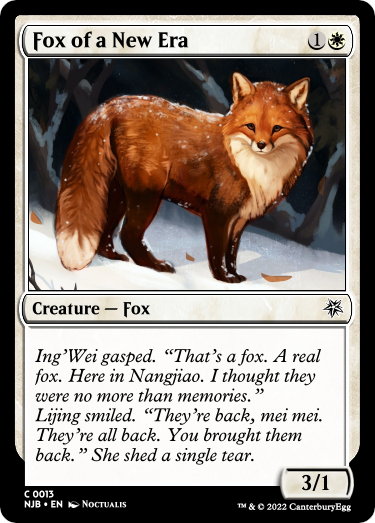 Fox of a New Era 1
Creature — Fox
Ing'Wei gasped. “That's a fox. A real
fox. Here in Nangjiao. I thought they
were no more than memories.”
Lijing smiled. “They're back, mei mei.
They're all back. You brought them
back.” She shed a single tear.
3/1
C 0013
NJB • EN Noctualis
™ & © 2022 CanterburyEgg